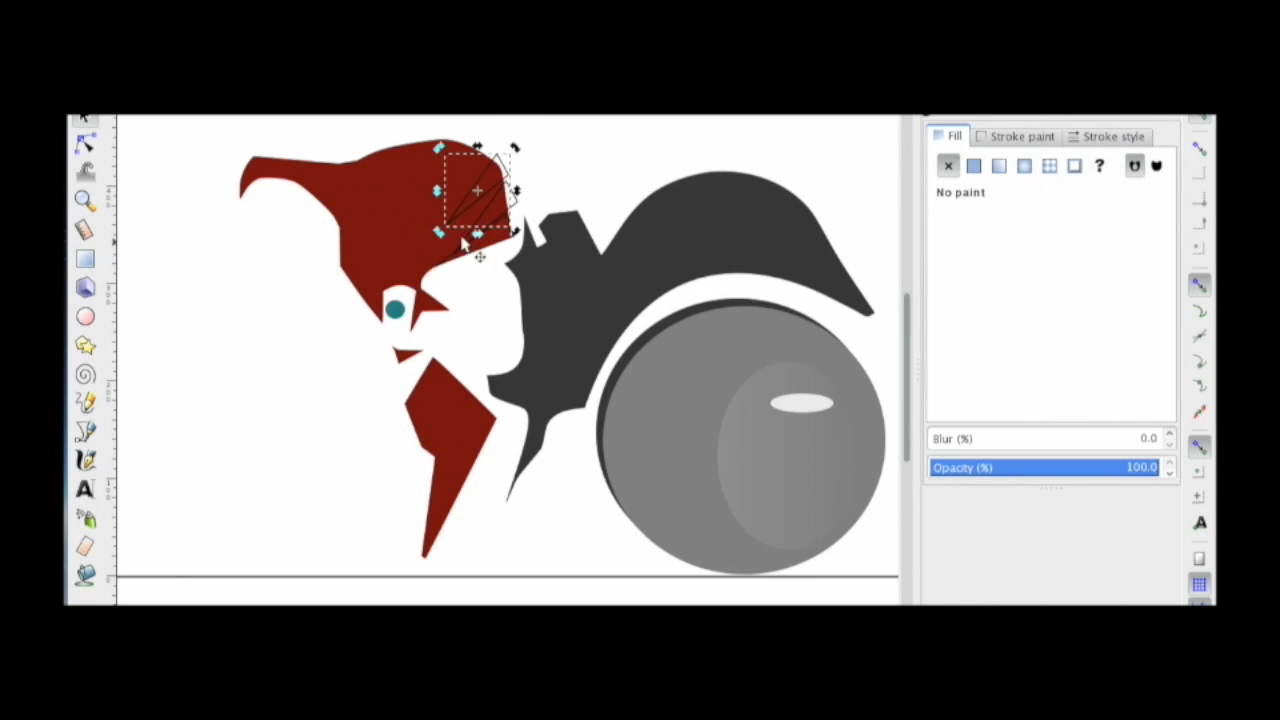 Fill Stroke paint Stroke style
?
No paint
Blur (%) 0.0
Opacity (%) 100.0